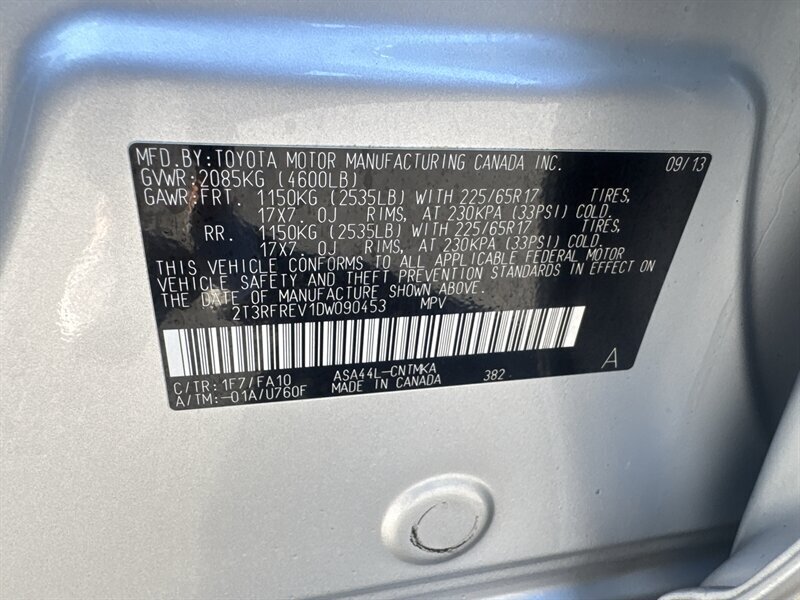 MFD.BY:TOYOTA MOTOR MANUFACTURING CANADA INC. 09/13
GVWR:2085KG (4600LB)
GAWR:FRT. 1150KG (2535LB) WITH 225/65R17 TIRES,
17X7. 0J RIMS, AT 230KPA (33PSI) COLD.
RR. 1150KG (2535LB) WITH 225/65R17 TIRES,
17X7. 0J RIMS, AT 230KPA (33PSI) COLD.
THIS VEHICLE CONFORMS TO ALL APPLICABLE FEDERAL MOTOR
VEHICLE SAFETY AND THEFT PREVENTION STANDARDS IN EFFECT ON
THE DATE OF MANUFACTURE SHOWN ABOVE.
2T3RFREV1DW090453 MPV
C/TR:1F7/FA10 ASA44L-CNTMKA 382 A
A/TM:-01A/U760F MADE IN CANADA